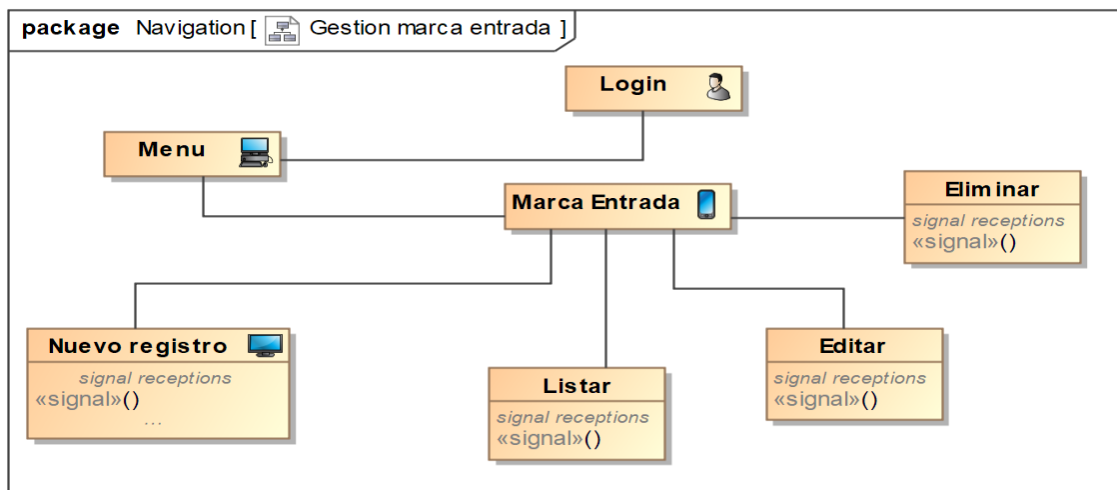 package Navigation [ Gestion marca entrada ]
Login
Menu
Marca Entrada
Eliminar
signal receptions
«signal»()
Nuevo registro
signal receptions
«signal»()
...
Listar
signal receptions
«signal»()
Editar
signal receptions
«signal»()